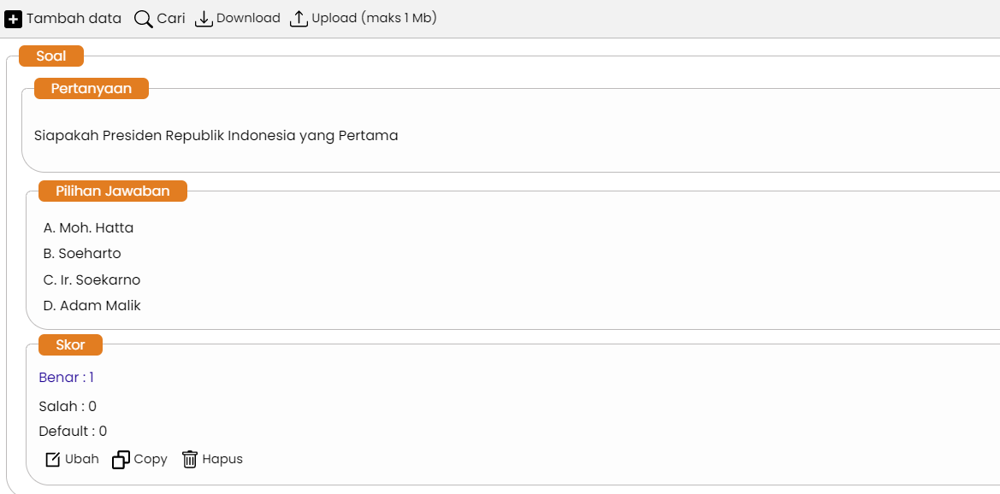 Tambah data Cari Download Upload (maks 1 Mb)
Soal
Pertanyaan
Siapakah Presiden Republik Indonesia yang Pertama
Pilihan Jawaban
A. Moh. Hatta
B. Soeharto
C. Ir. Soekarno
D. Adam Malik
Skor
Benar : 1
Salah : 0
Default : 0
Ubah Copy Hapus